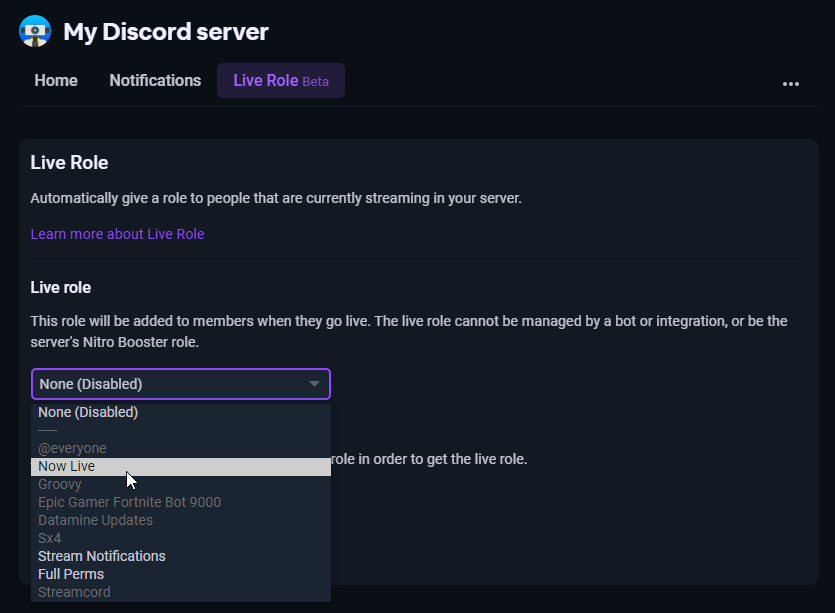 My Discord server
Home Notifications Live Role Beta
Live Role
Automatically give a role to people that are currently streaming in your server.
Learn more about Live Role
Live role
This role will be added to members when they go live. The live role cannot be managed by a bot or integration, or be the
server's Nitro Booster role.
None (Disabled)
None (Disabled)
-----
@everyone
role in order to get the live role.
Now Live
Groovy
Epic Gamer Fortnite Bot 9000
Datamine Updates
Sx4
Stream Notifications
Full Perms
Streamcord